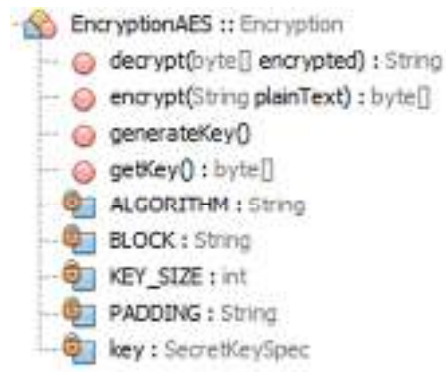 EncryptionAES :: Encryption
decrypt(byte[] encrypted) : String
encrypt(String plainText) : byte[]
generateKey()
getKey() : byte[]
ALGORITHM : String
BLOCK : String
KEY_SIZE : int
PADDING : String
key : SecretKeySpec